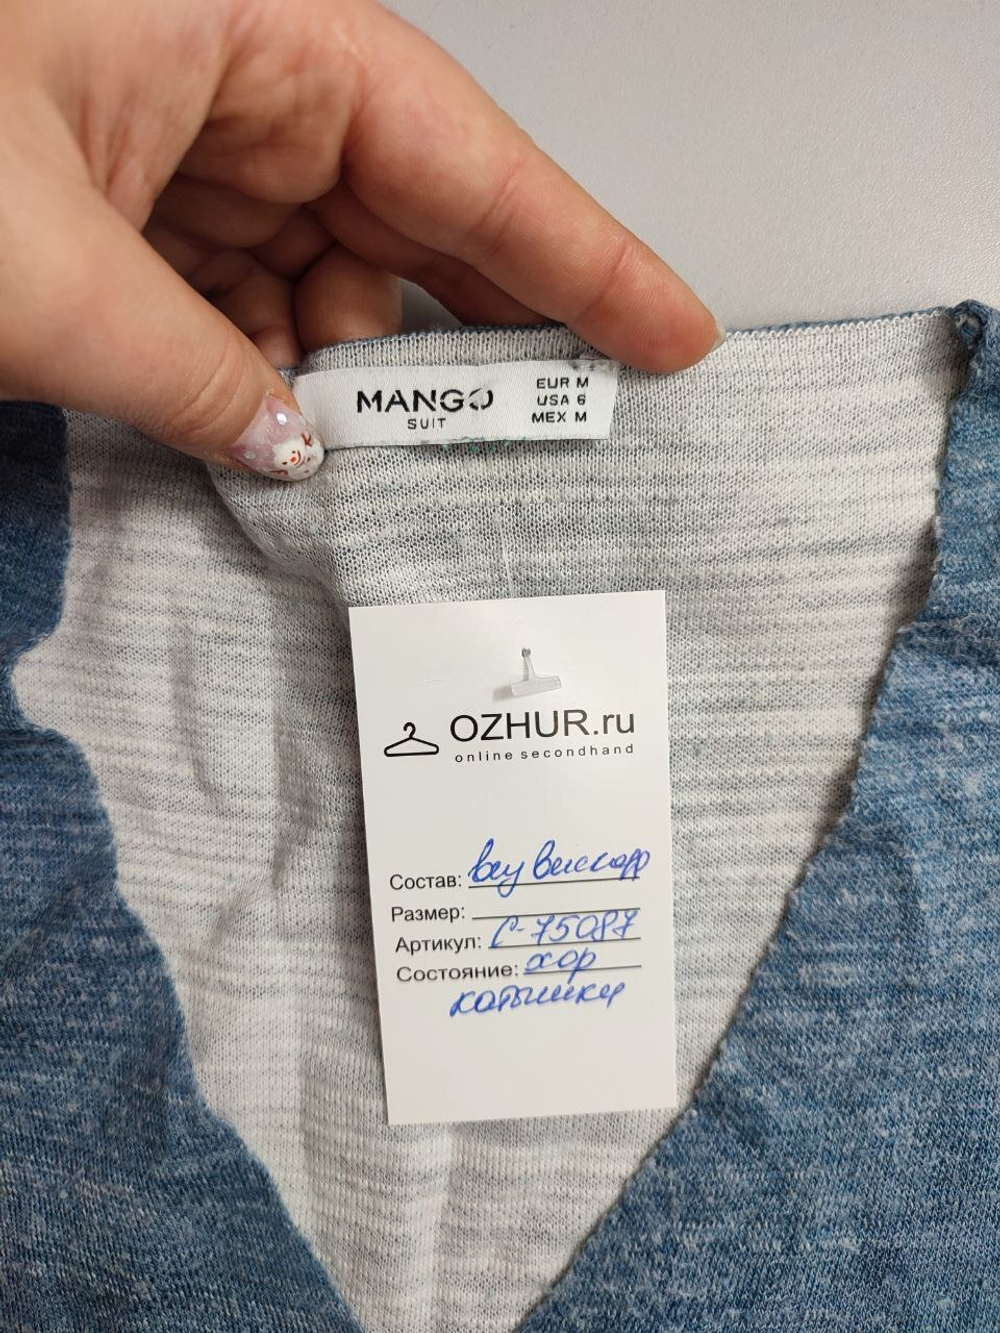 MANGO
SUIT
EUR M
USA 6
MEX M
OZHUR.ru
online secondhand
Состав:
Размер:
Артикул: С-75087
Состояние: хор
катышки